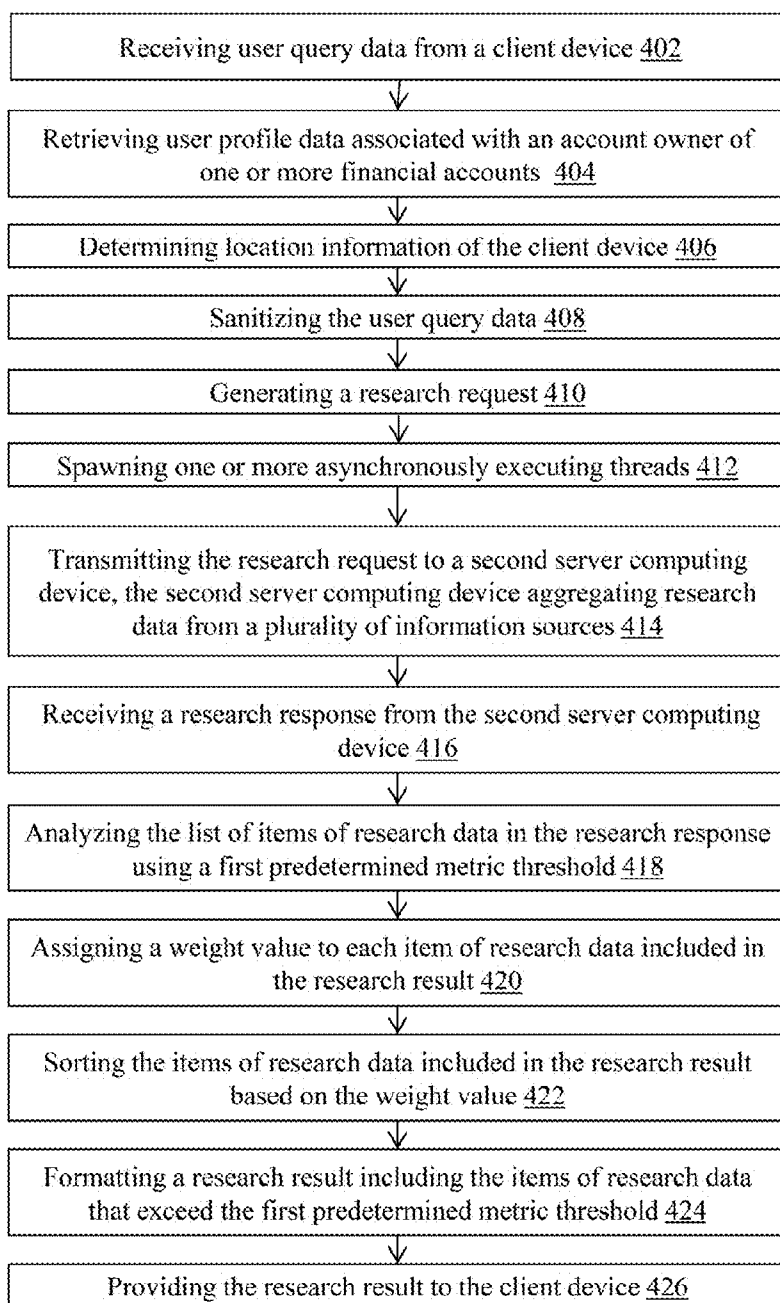 Receiving user query data from a client device 402
Retrieving user profile data associated with an account owner of
one or more financial accounts 404
Determining location information of the client device 406
Sanitizing the user query data 408
Generating a research request 410
Spawning one or more asynchronously executing threads 412
Transmitting the research request to a second server computing
device, the second server computing device aggregating research
data from a plurality of information sources 414
Receiving a research response from the second server computing
device 416
Analyzing the list of items of research data in the research response
using a first predetermined metric threshold 418
Assigning a weight value to each item of research data included in
the research result 420
Sorting the items of research data included in the research result
based on the weight value 422
Formatting a research result including the items of research data
that exceed the first predetermined metric threshold 424
Providing the research result to the client device 426